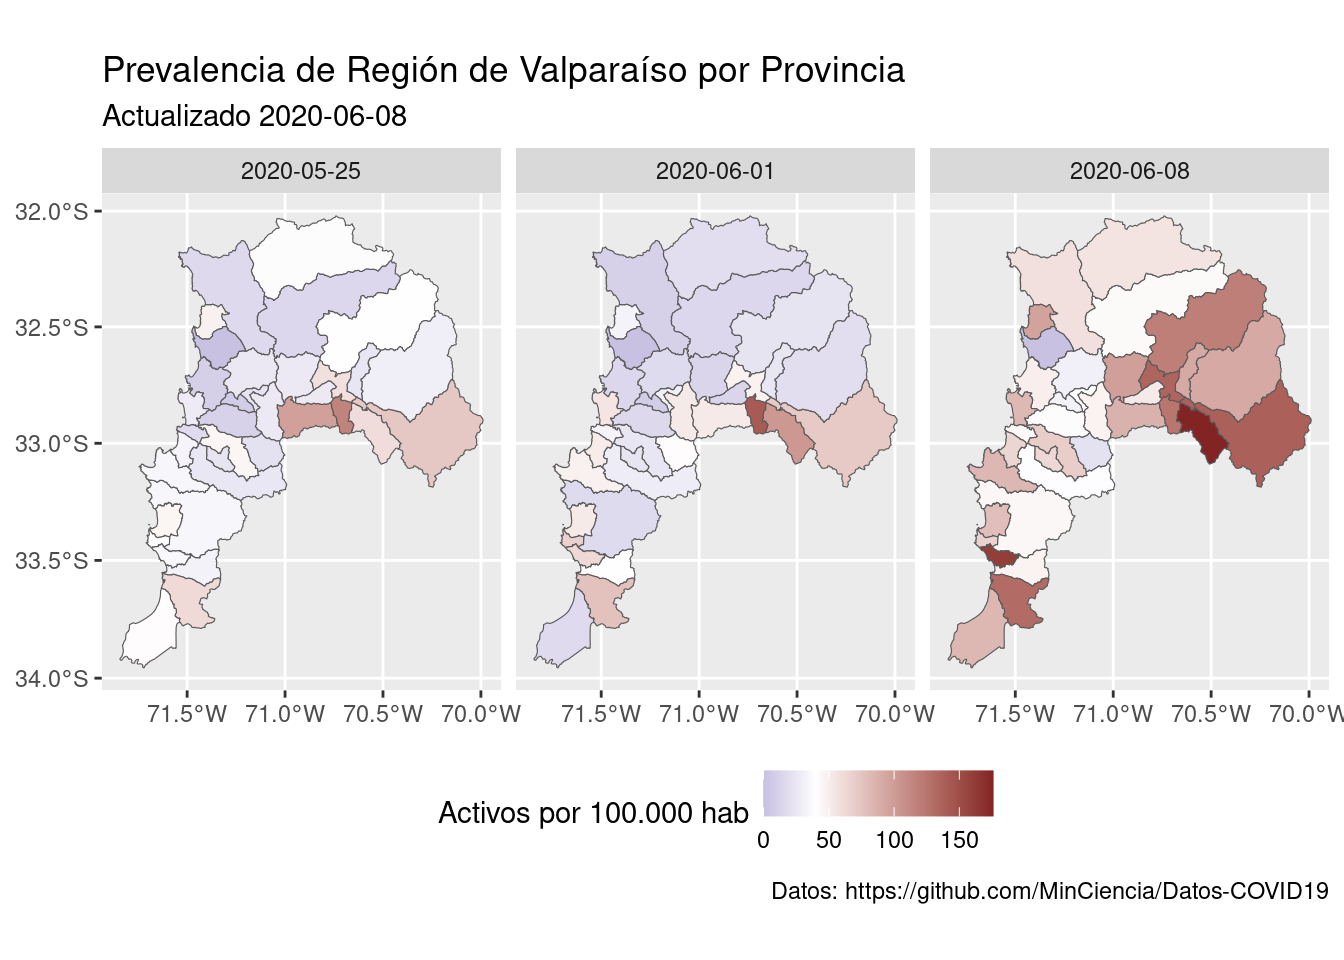 Prevalencia de Región de Valparaíso por Provincia
Actualizado 2020-06-08
2020-05-25 2020-06-01 2020-06-08
32.0°S
32.5°S
33.0°S
33.5°S
34.0°S
71.5°W 71.0°W 70.5°W 70.0°W 71.5°W 71.0°W 70.5°W 70.0°W 71.5°W 71.0°W 70.5°W 70.0°W
Activos por 100.000 hab
0 50 100 150
Datos: https://github.com/MinCiencia/Datos-COVID19